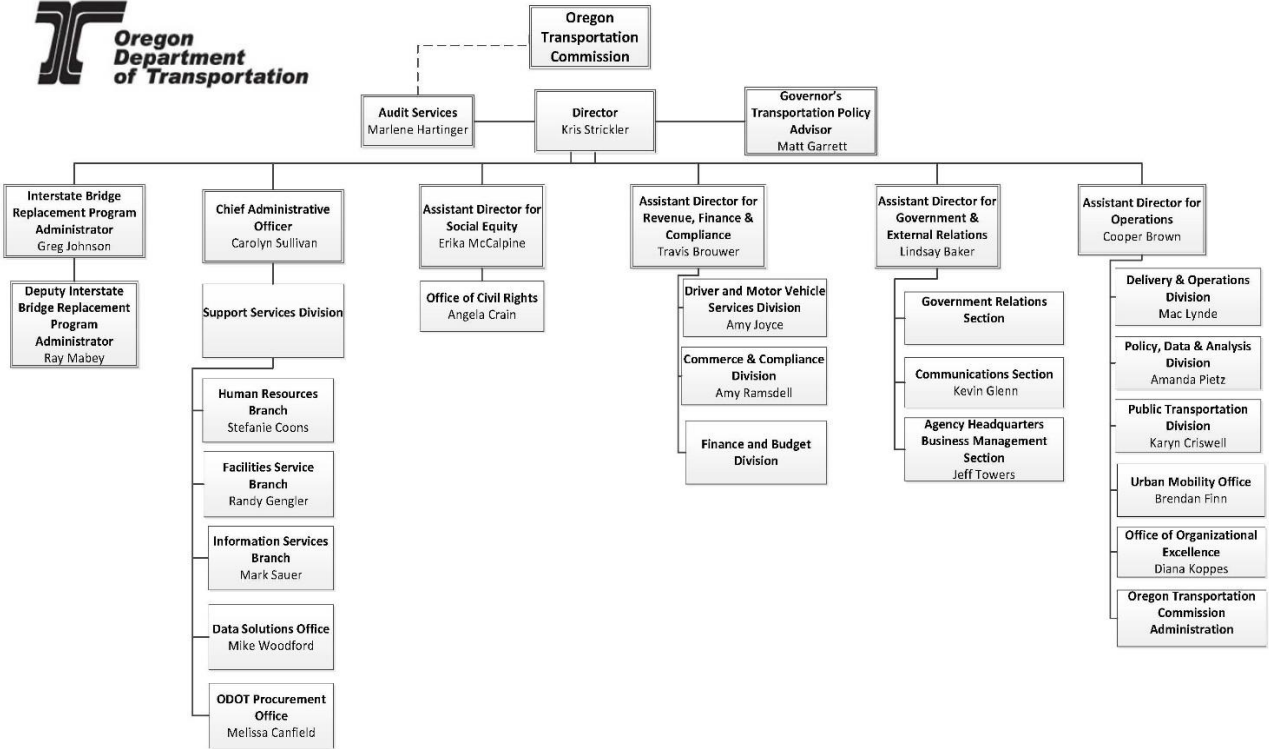 Oregon
Department
of Transportation
Oregon
Transportation
Commission
Audit Services
Marlene Hartinger
Director
Kris Strickler
Governor's
Transportation Policy
Advisor
Matt Garrett
Interstate Bridge
Replacement Program
Administrator
Greg Johnson
Deputy Interstate
Bridge Replacement
Program
Administrator
Ray Mabey
Chief Administrative
Officer
Carolyn Sullivan
Support Services Division
Human Resources
Branch
Stefanie Coons
Facilities Service
Branch
Randy Gengler
Information Services
Branch
Mark Sauer
Data Solutions Office
Mike Woodford
ODOT Procurement
Office
Melissa Canfield
Assistant Director for
Social Equity
Erika McCalpine
Office of Civil Rights
Angela Crain
Assistant Director for
Revenue, Finance &
Compliance
Travis Brouwer
Driver and Motor Vehicle
Services Division
Amy Joyce
Commerce & Compliance
Division
Amy Ramsdell
Finance and Budget
Division
Assistant Director for
Government &
External Relations
Lindsay Baker
Government Relations
Section
Communications Section
Kevin Glenn
Agency Headquarters
Business Management
Section
Jeff Towers
Assistant Director for
Operations
Cooper Brown
Delivery & Operations
Division
Mac Lynde
Policy, Data & Analysis
Division
Amanda Pietz
Public Transportation
Division
Karyn Criswell
Urban Mobility Office
Brendan Finn
Office of Organizational
Excellence
Diana Koppes
Oregon Transportation
Commission
Administration